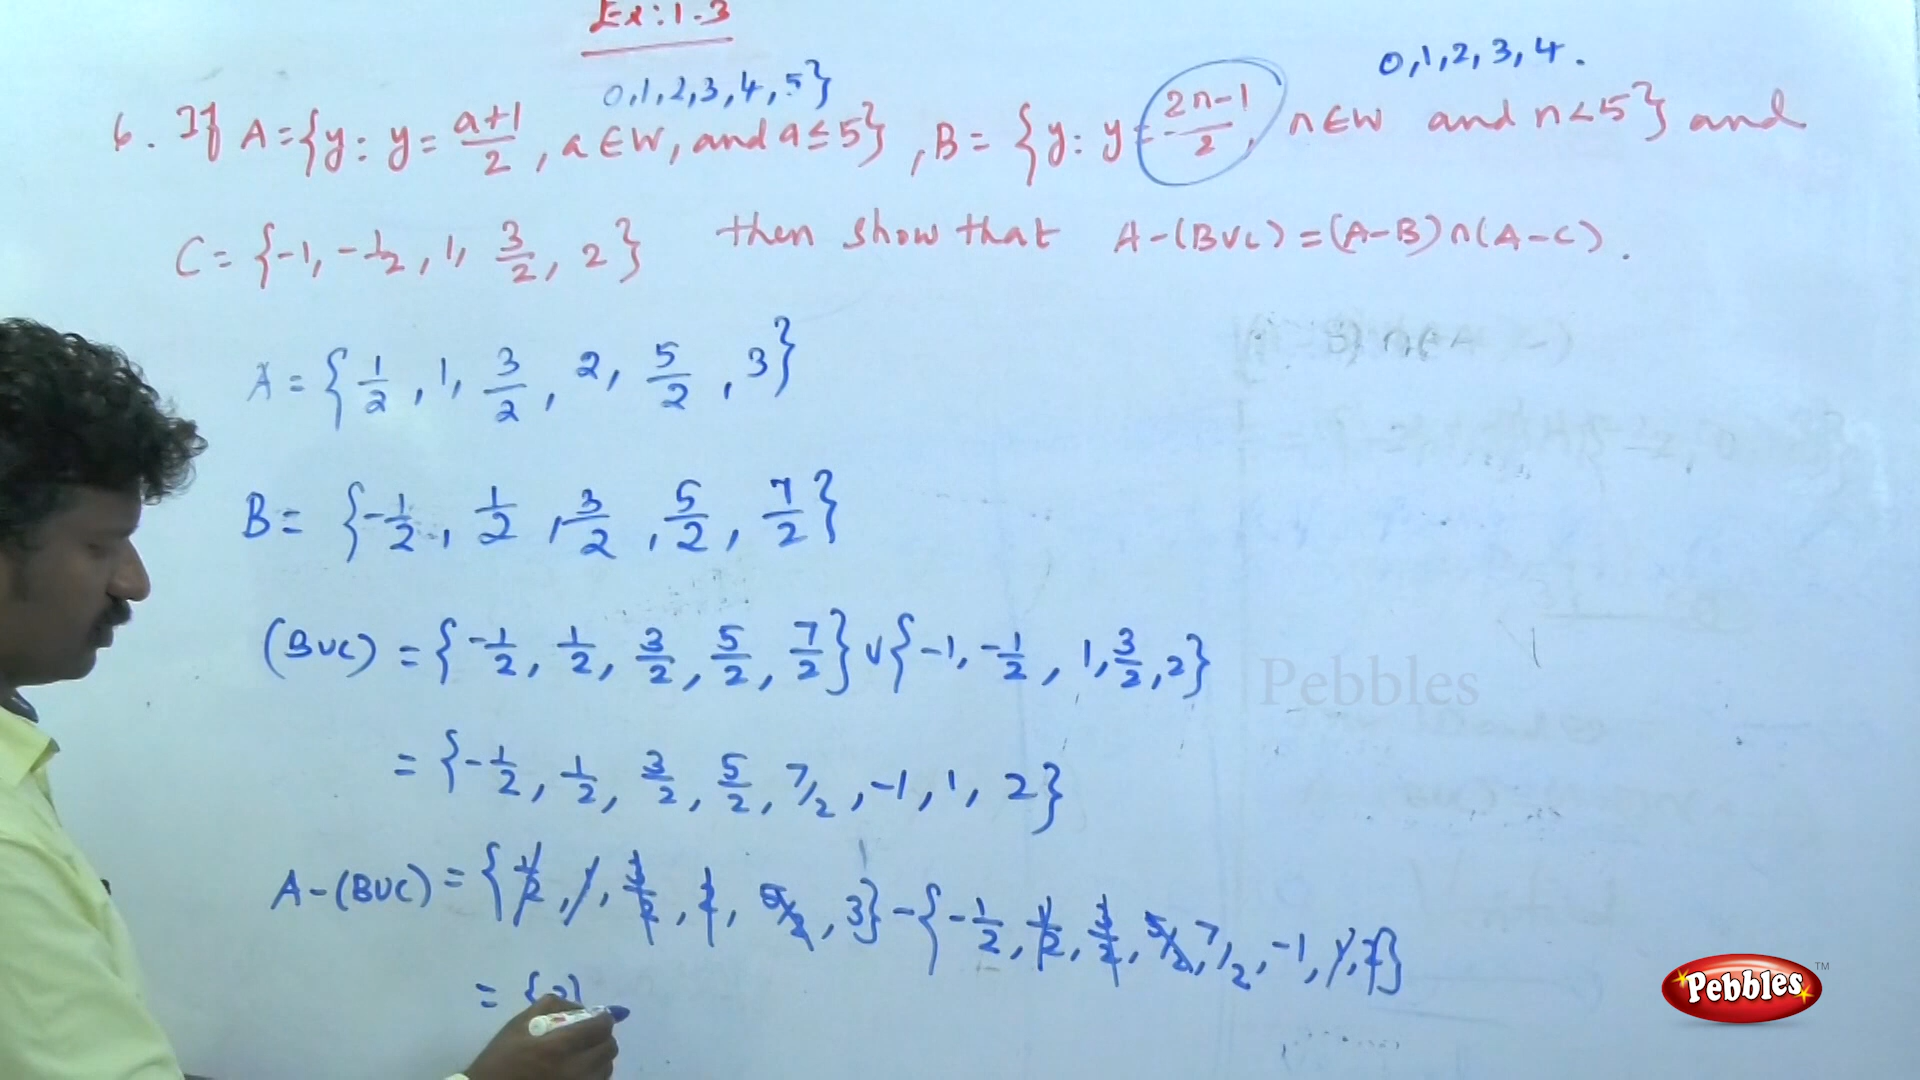 Ex:1.3
0,1,2,3,4,5}
0,1,2,3,4.
6. If A={y: y= a+1/2, a∈W, and a≤5}, B= {y: y= 2n-1/2, n∈W and n<5} and
C= {-1, -1/2, 1, 3/2, 2} then show that A-(B∪C)=(A-B)∩(A-C).
A= {1/2, 1, 3/2, 2, 5/2, 3}
B= {-1/2, 1/2, 3/2, 5/2, 7/2}
(B∪C) = {-1/2, 1/2, 3/2, 5/2, 7/2} ∪ {-1, -1/2, 1, 3/2, 2}
Pebbles
= {-1/2, 1/2, 3/2, 5/2, 7/2, -1, 1, 2}
A-(B∪C) = {1/2, 1, 3/2, 2, 5/2, 3} - {-1/2, 1/2, 3/2, 5/2, 7/2, -1, 1, 2}
Pebbles™
= {3}